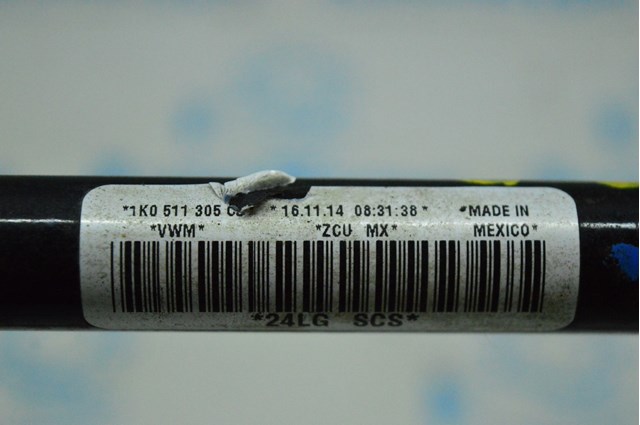 *1K0 511 305 * 16.11.14 08:31:38 * *MADE IN
*VWM* *ZCU MX* MEXICO*
*24LG SCS*